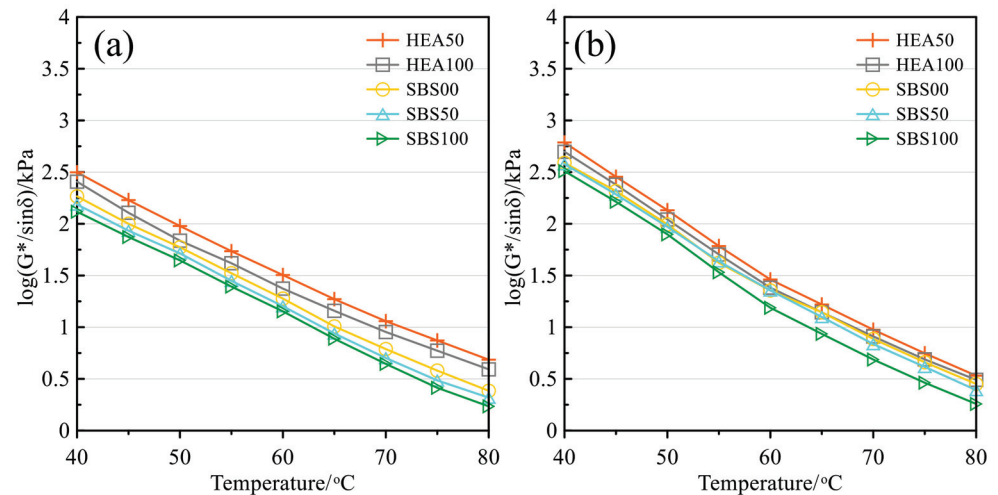 (a)
HEA50
HEA100
SBS00
SBS50
SBS100
log(G*/sinδ)/kPa
4
3.5
3
2.5
2
1.5
1
0.5
0
40 50 60 70 80
Temperature/°C
(b)
HEA50
HEA100
SBS00
SBS50
SBS100
log(G*/sinδ)/kPa
4
3.5
3
2.5
2
1.5
1
0.5
0
40 50 60 70 80
Temperature/°C